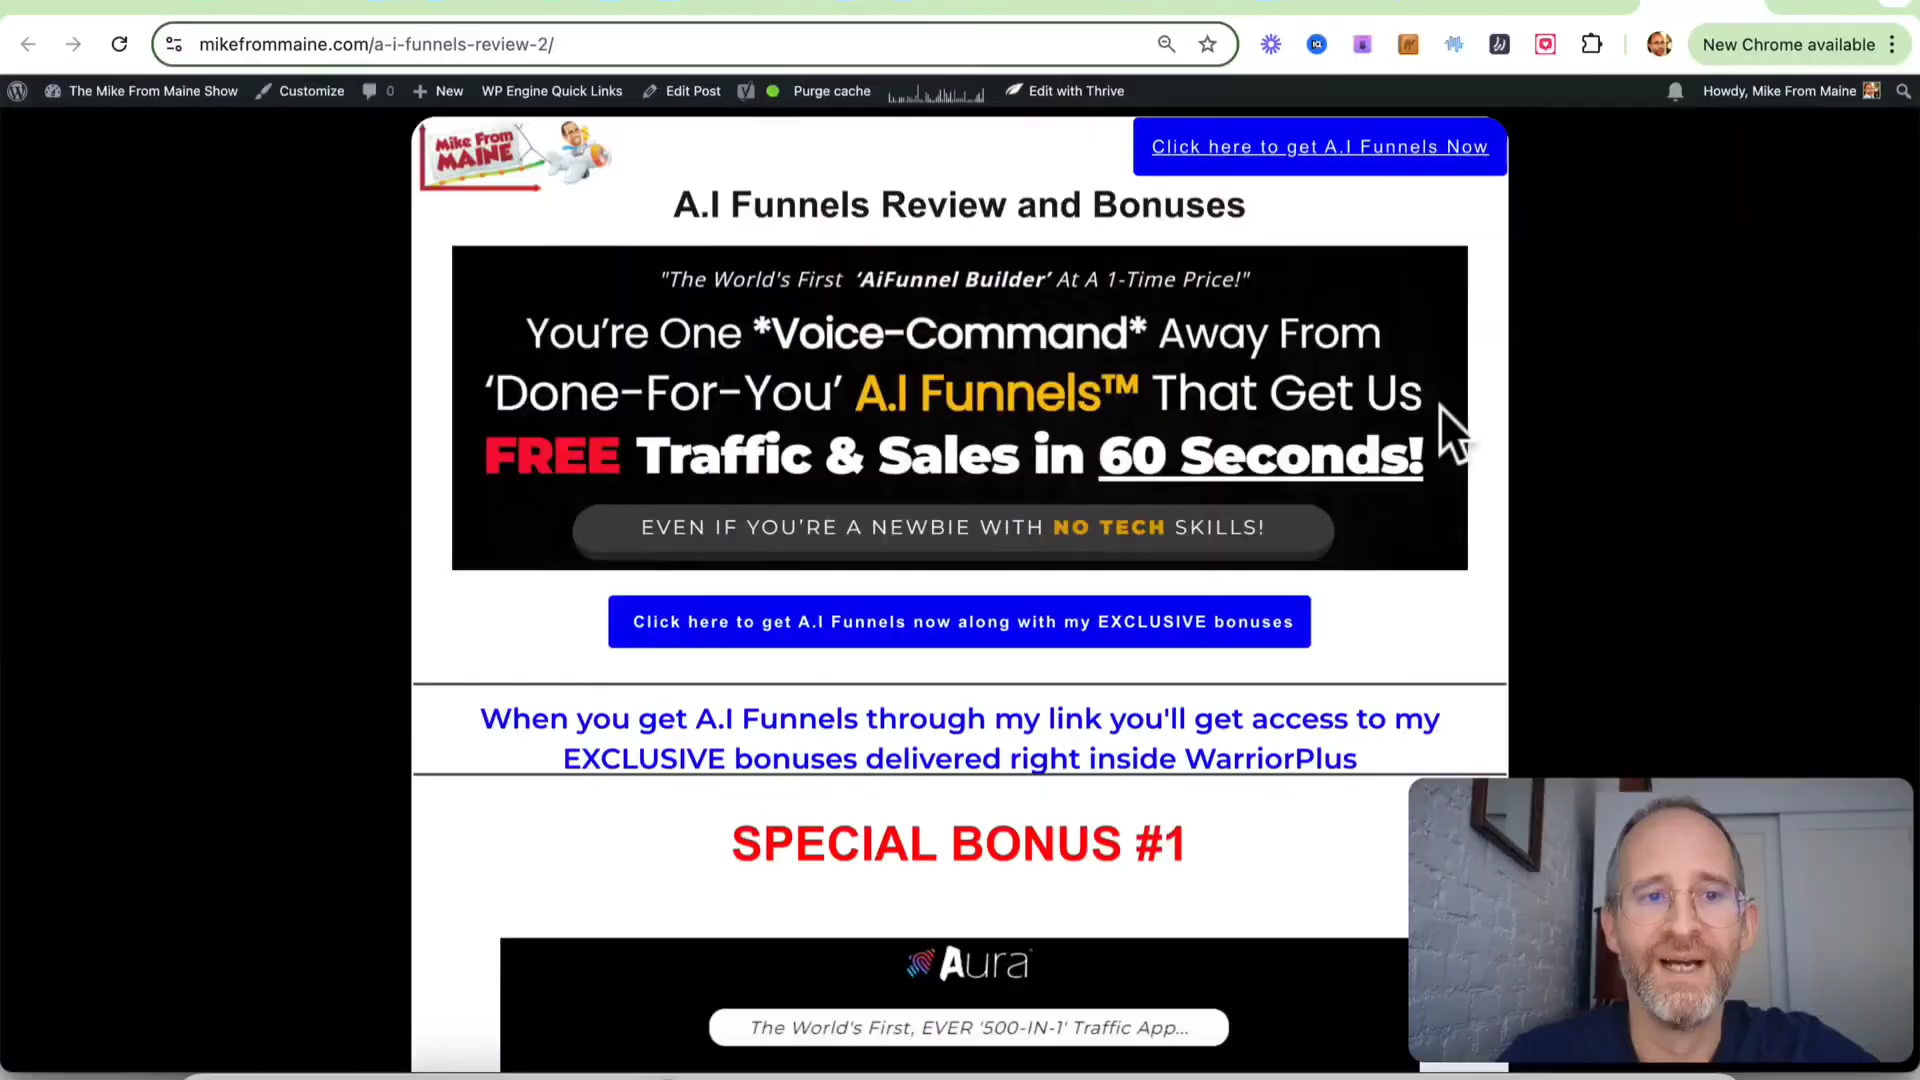 mikefrommaine.com/a-i-funnels-review-2/
New Chrome available
The Mike From Maine Show
Customize
0
New
WP Engine Quick Links
Edit Post
Purge cache
Edit with Thrive
Howdy, Mike From Maine
Mike From
MAINE
Click here to get A.I Funnels Now
A.I Funnels Review and Bonuses
"The World's First 'AiFunnel Builder' At A 1-Time Price!"
You're One *Voice-Command* Away From
'Done-For-You' A.I Funnels™ That Get Us
FREE Traffic & Sales in 60 Seconds!
EVEN IF YOU'RE A NEWBIE WITH NO TECH SKILLS!
Click here to get A.I Funnels now along with my EXCLUSIVE bonuses
When you get A.I Funnels through my link you'll get access to my
EXCLUSIVE bonuses delivered right inside WarriorPlus
SPECIAL BONUS #1
Aura
The World's First, EVER '500-IN-1' Traffic App...